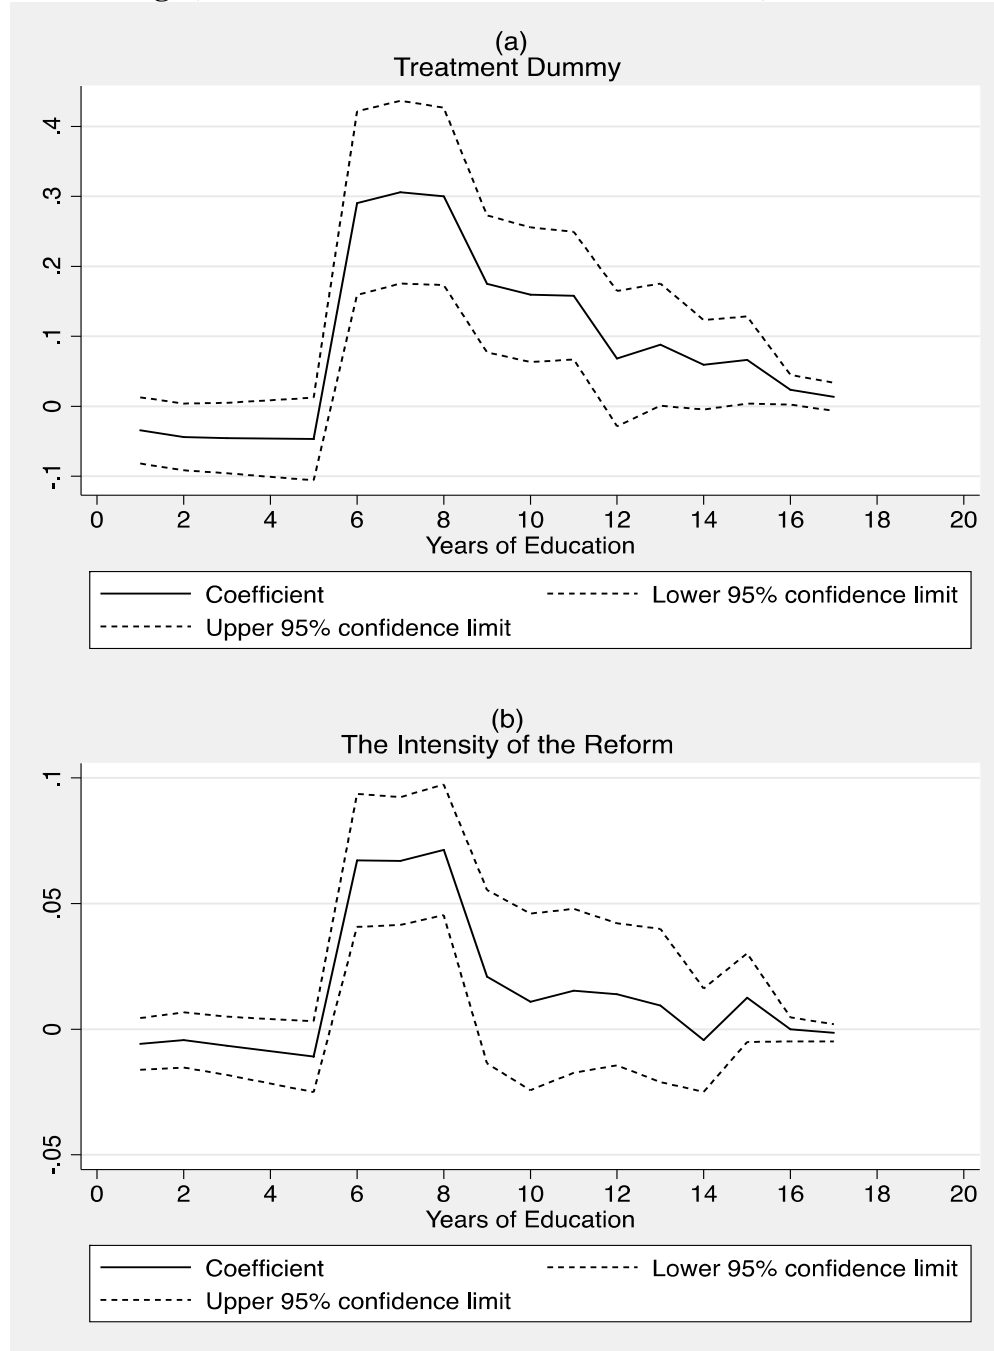 (a)
Treatment Dummy
.4
.3
.2
.1
0
-.1
0 2 4 6 8 10 12 14 16 18 20
Years of Education
Coefficient Lower 95% confidence limit
Upper 95% confidence limit
(b)
The Intensity of the Reform
.1
.05
0
-.05
0 2 4 6 8 10 12 14 16 18 20
Years of Education
Coefficient Lower 95% confidence limit
Upper 95% confidence limit